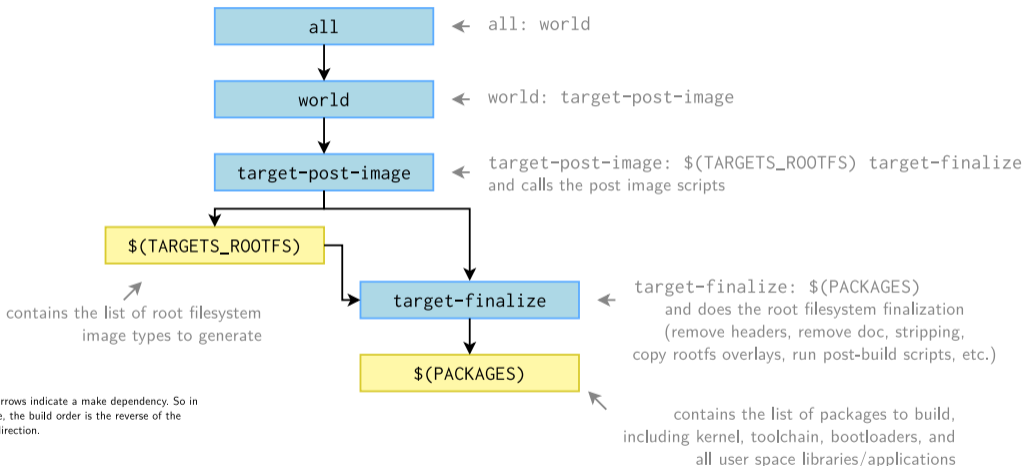 all
all: world
world
world: target-post-image
target-post-image
target-post-image: $(TARGETS_ROOTFS) target-finalize
and calls the post image scripts
$(TARGETS_ROOTFS)
contains the list of root filesystem
image types to generate
target-finalize
target-finalize: $(PACKAGES)
and does the root filesystem finalization
(remove headers, remove doc, stripping,
copy rootfs overlays, run post-build scripts, etc.)
$(PACKAGES)
contains the list of packages to build,
including kernel, toolchain, bootloaders, and
all user space libraries/applications
indicate a make dependency. So in
, the build order is the reverse of the